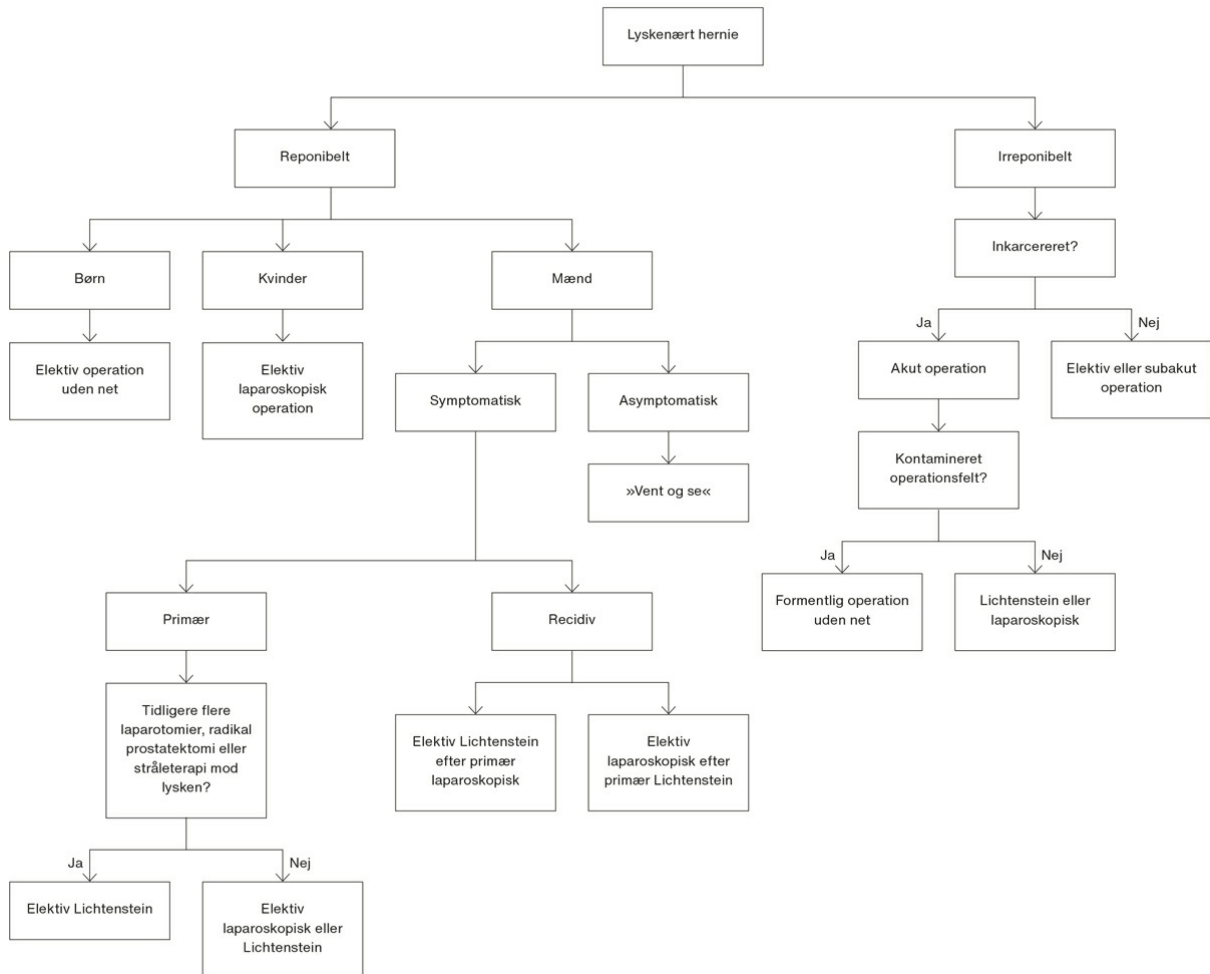 Lyskenært hernie
Reponibelt
Irreponibelt
Børn
Kvinder
Mænd
Inkarcereret?
Ja
Nej
Elektiv operation
uden net
Elektiv
laparoskopisk
operation
Symptomatisk
Asymptomatisk
Akut operation
Elektiv eller subakut
operation
»Vent og se«
Kontamineret
operationsfelt?
Ja
Nej
Primær
Recidiv
Formentlig operation
uden net
Lichtenstein eller
laparoskopisk
Tidligere flere
laparotomier, radikal
prostatektomi eller
stråleterapi mod
lysken?
Elektiv Lichtenstein
efter primær
laparoskopisk
Elektiv
laparoskopisk efter
primær Lichtenstein
Ja
Nej
Elektiv Lichtenstein
Elektiv
laparoskopisk eller
Lichtenstein